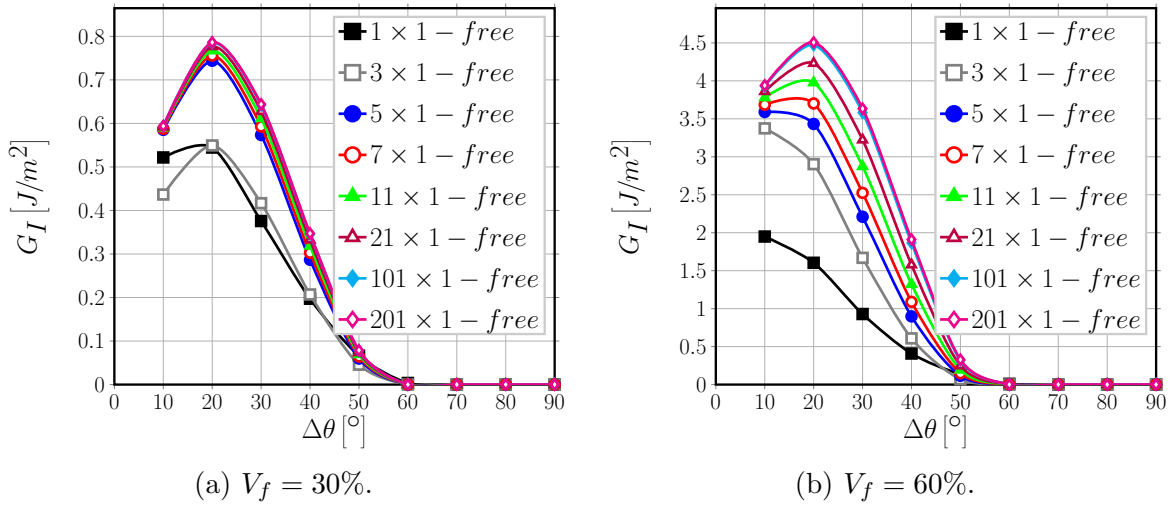 G_I [J/m^2]
0.8
0.7
0.6
0.5
0.4
0.3
0.2
0.1
0
0 10 20 30 40 50 60 70 80 90
Δθ [°]
1 × 1 − free
3 × 1 − free
5 × 1 − free
7 × 1 − free
11 × 1 − free
21 × 1 − free
101 × 1 − free
201 × 1 − free
(a) V_f = 30%.
G_I [J/m^2]
4.5
4
3.5
3
2.5
2
1.5
1
0.5
0
0 10 20 30 40 50 60 70 80 90
Δθ [°]
1 × 1 − free
3 × 1 − free
5 × 1 − free
7 × 1 − free
11 × 1 − free
21 × 1 − free
101 × 1 − free
201 × 1 − free
(b) V_f = 60%.